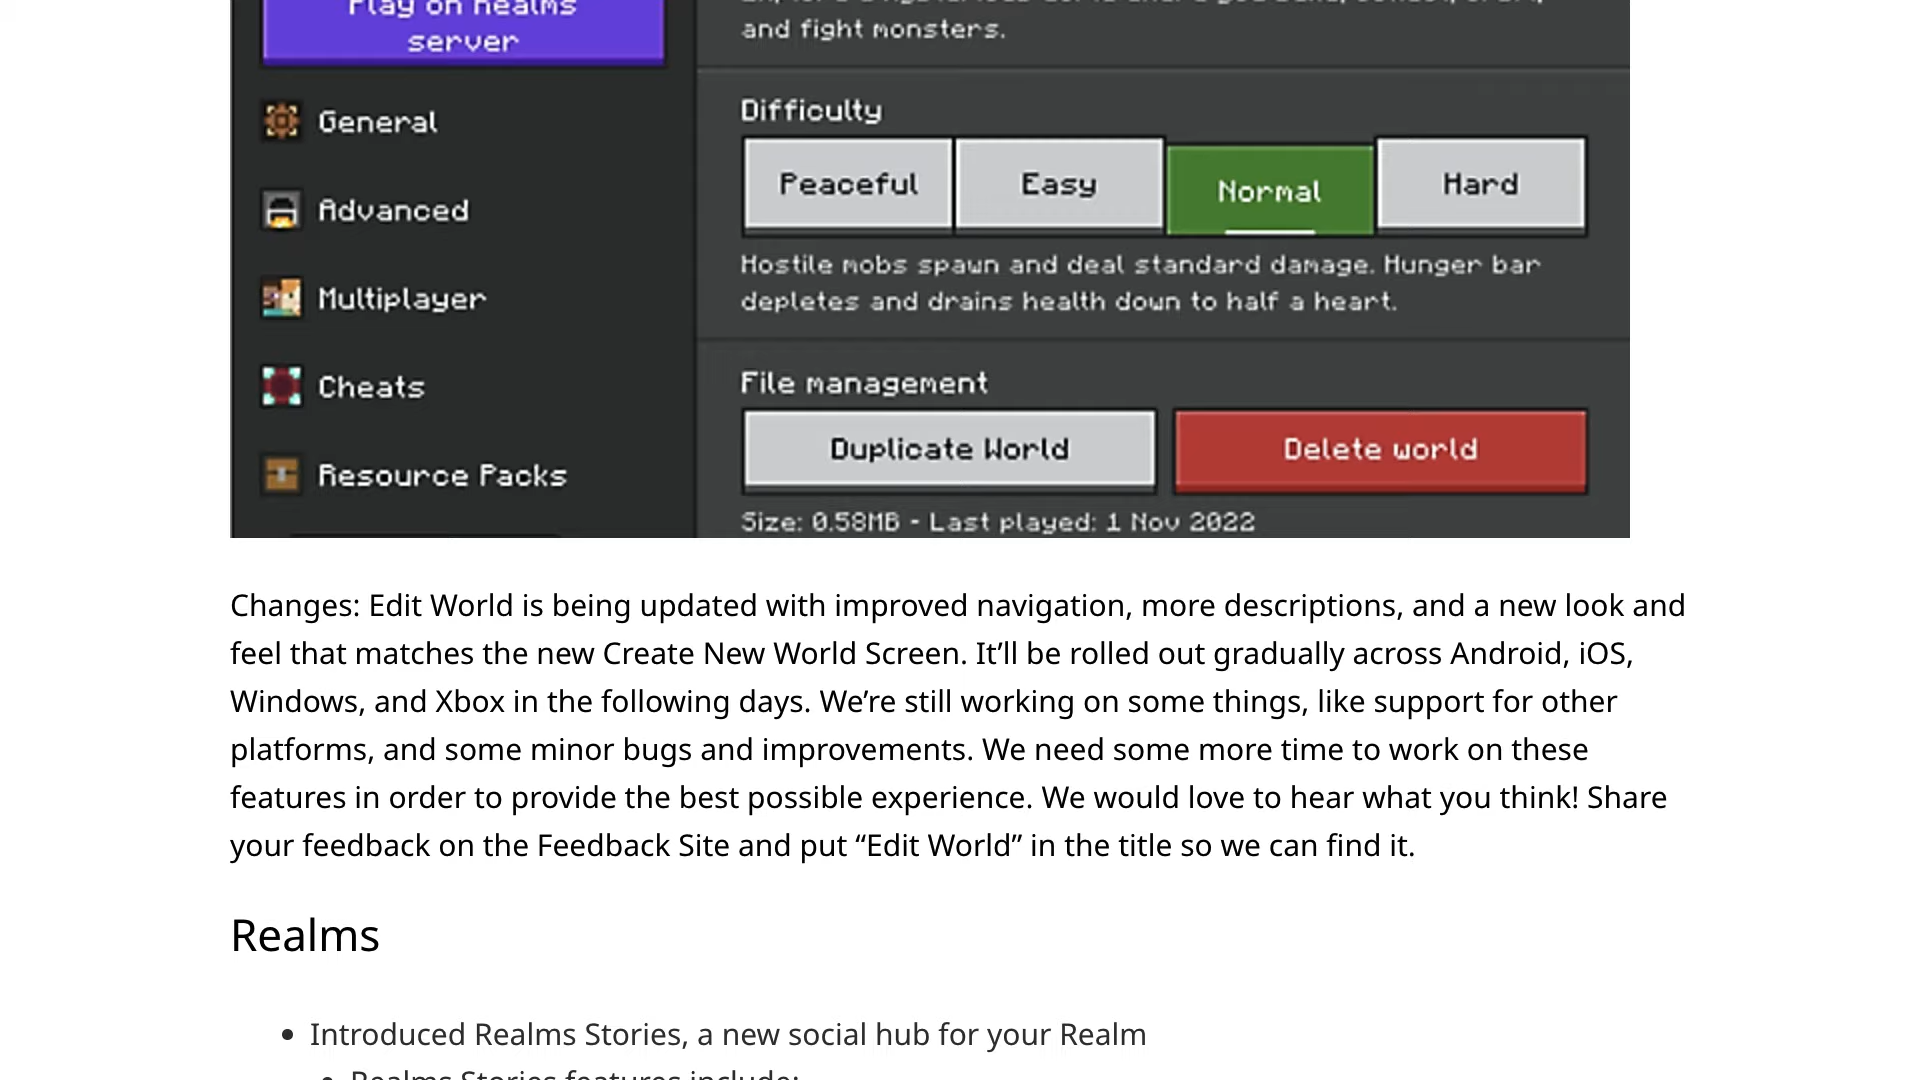 Play on realms
server
and fight monsters.
General
Advanced
Multiplayer
Cheats
Resource Packs
Difficulty
Peaceful Easy Normal Hard
Hostile mobs spawn and deal standard damage. Hunger bar
depletes and drains health down to half a heart.
File management
Duplicate World Delete world
Size: 0.58MB - Last played: 1 Nov 2022
Changes: Edit World is being updated with improved navigation, more descriptions, and a new look and
feel that matches the new Create New World Screen. It’ll be rolled out gradually across Android, iOS,
Windows, and Xbox in the following days. We’re still working on some things, like support for other
platforms, and some minor bugs and improvements. We need some more time to work on these
features in order to provide the best possible experience. We would love to hear what you think! Share
your feedback on the Feedback Site and put “Edit World” in the title so we can find it.
Realms
• Introduced Realms Stories, a new social hub for your Realm
• Realms Stories features include: